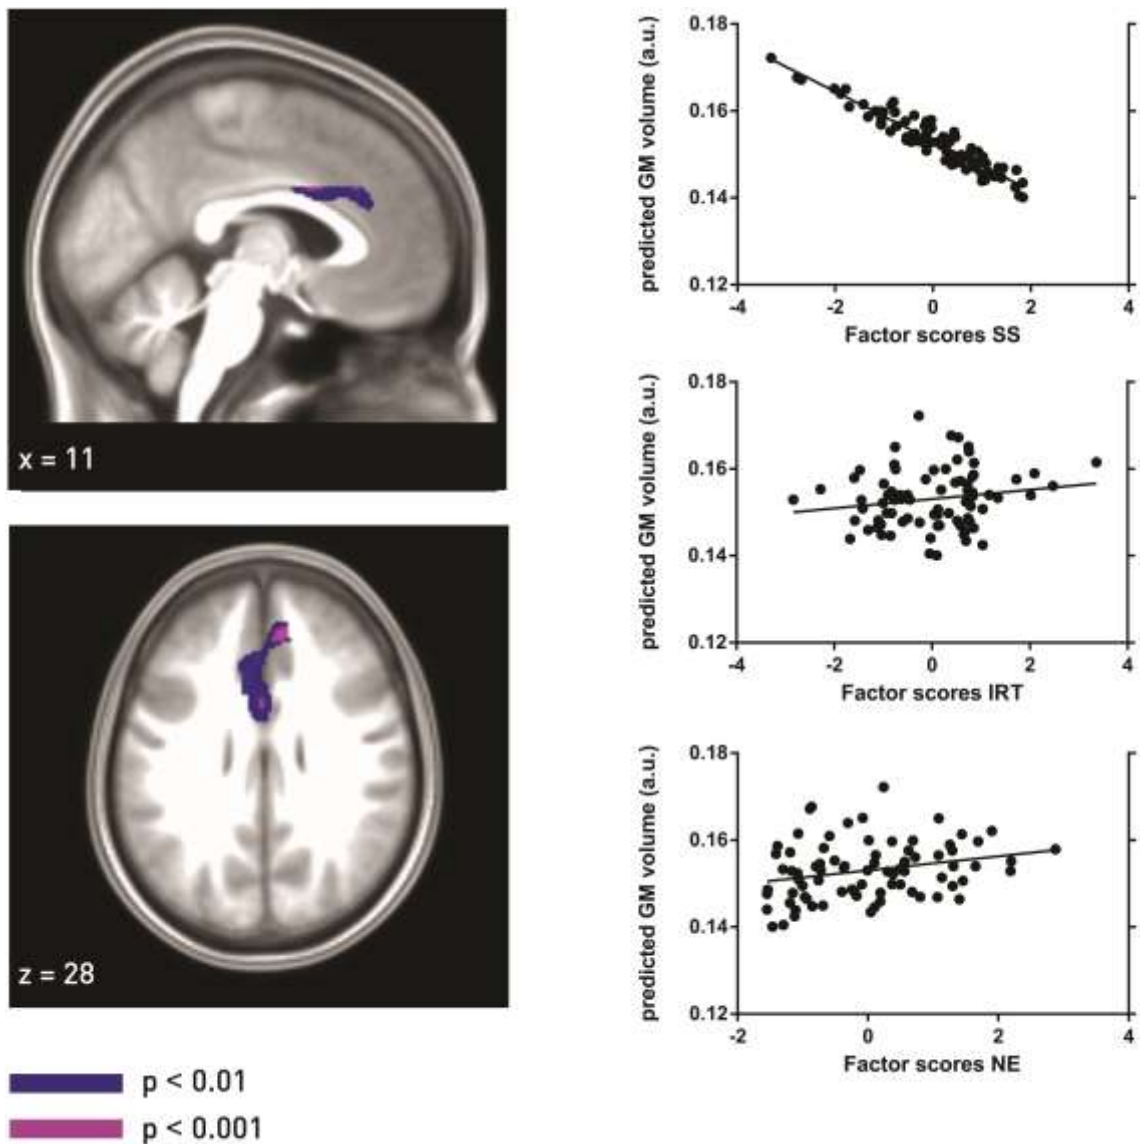 x = 11
z = 28
p < 0.01
p < 0.001
predicted GM volume (a.u.)
0.18
0.16
0.14
0.12
-4
-2
0
2
4
Factor scores SS
predicted GM volume (a.u.)
0.18
0.16
0.14
0.12
-4
-2
0
2
4
Factor scores IRT
predicted GM volume (a.u.)
0.18
0.16
0.14
0.12
-2
0
2
4
Factor scores NE